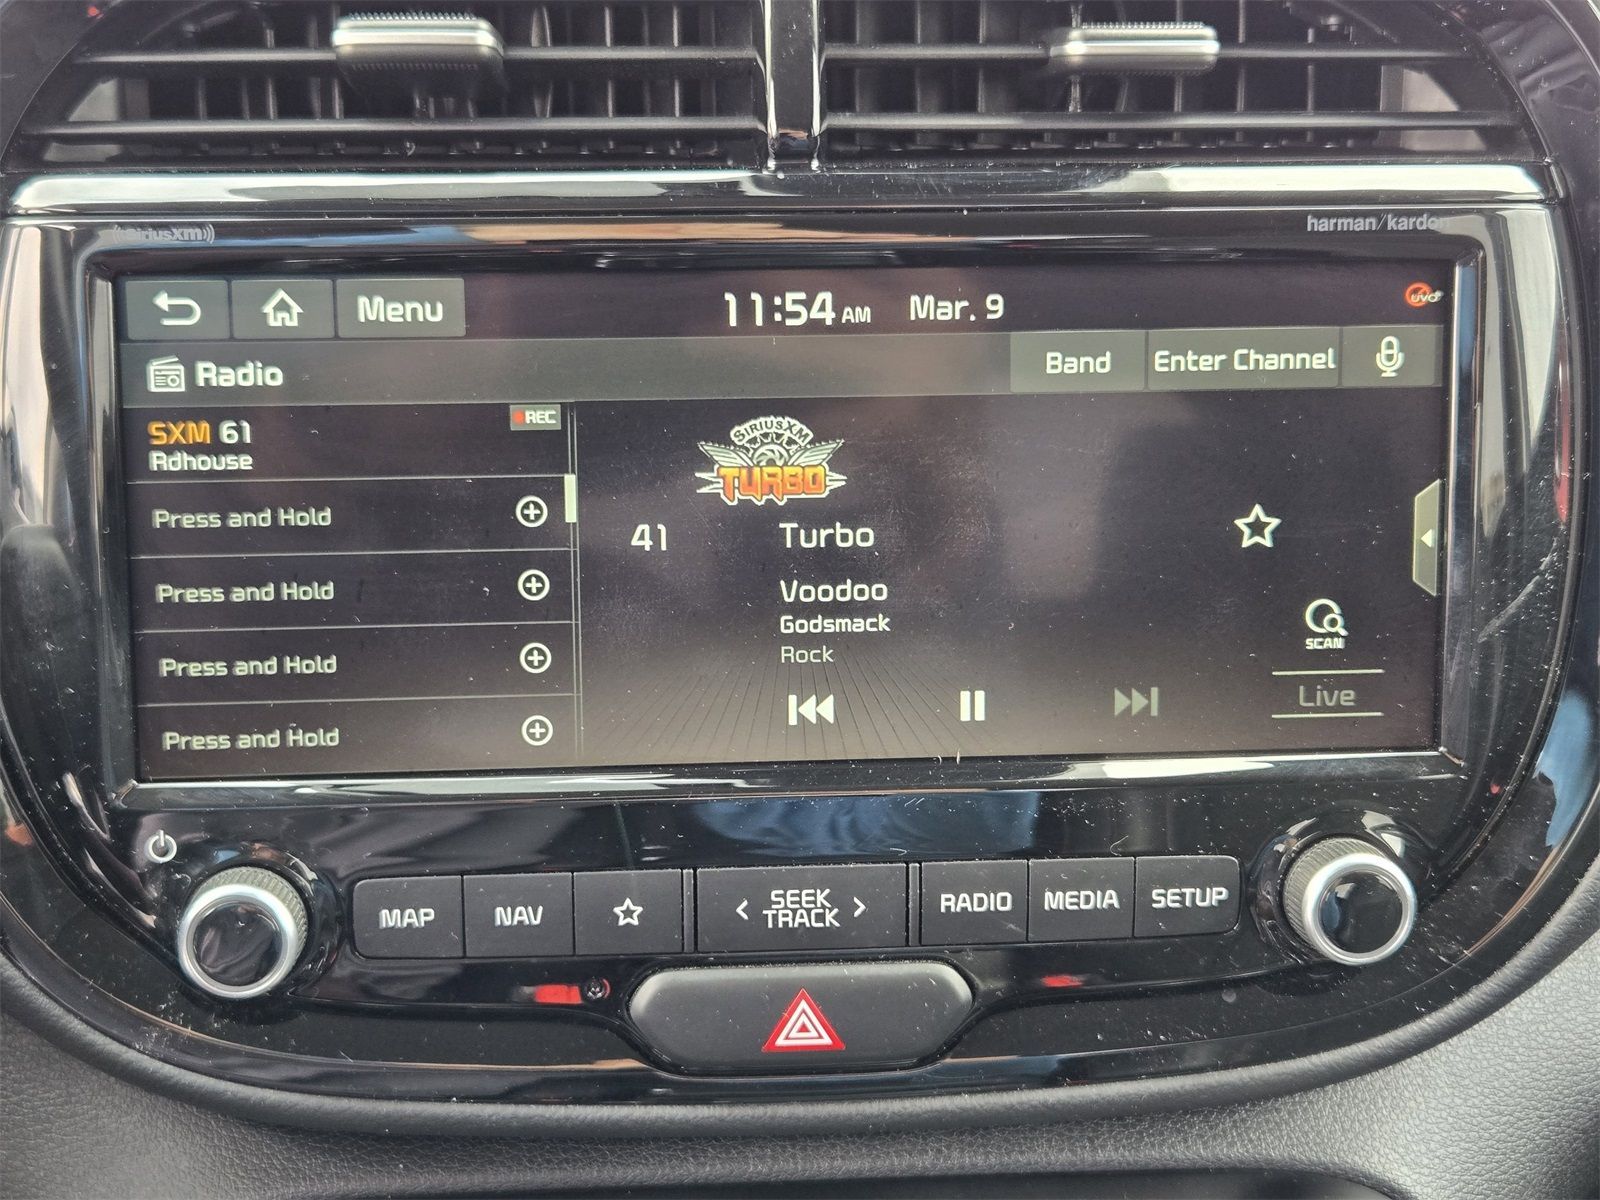 SiriusXM
harman/kardon
Menu
11:54 AM Mar. 9
UVO
Radio
Band
Enter Channel
SXM 61
REC
Rdhouse
Press and Hold
Press and Hold
Press and Hold
Press and Hold
SIRIUSXM
TURBO
41 Turbo
Voodoo
Godsmack
Rock
SCAN
Live
MAP
NAV
< SEEK >
TRACK
RADIO
MEDIA
SETUP